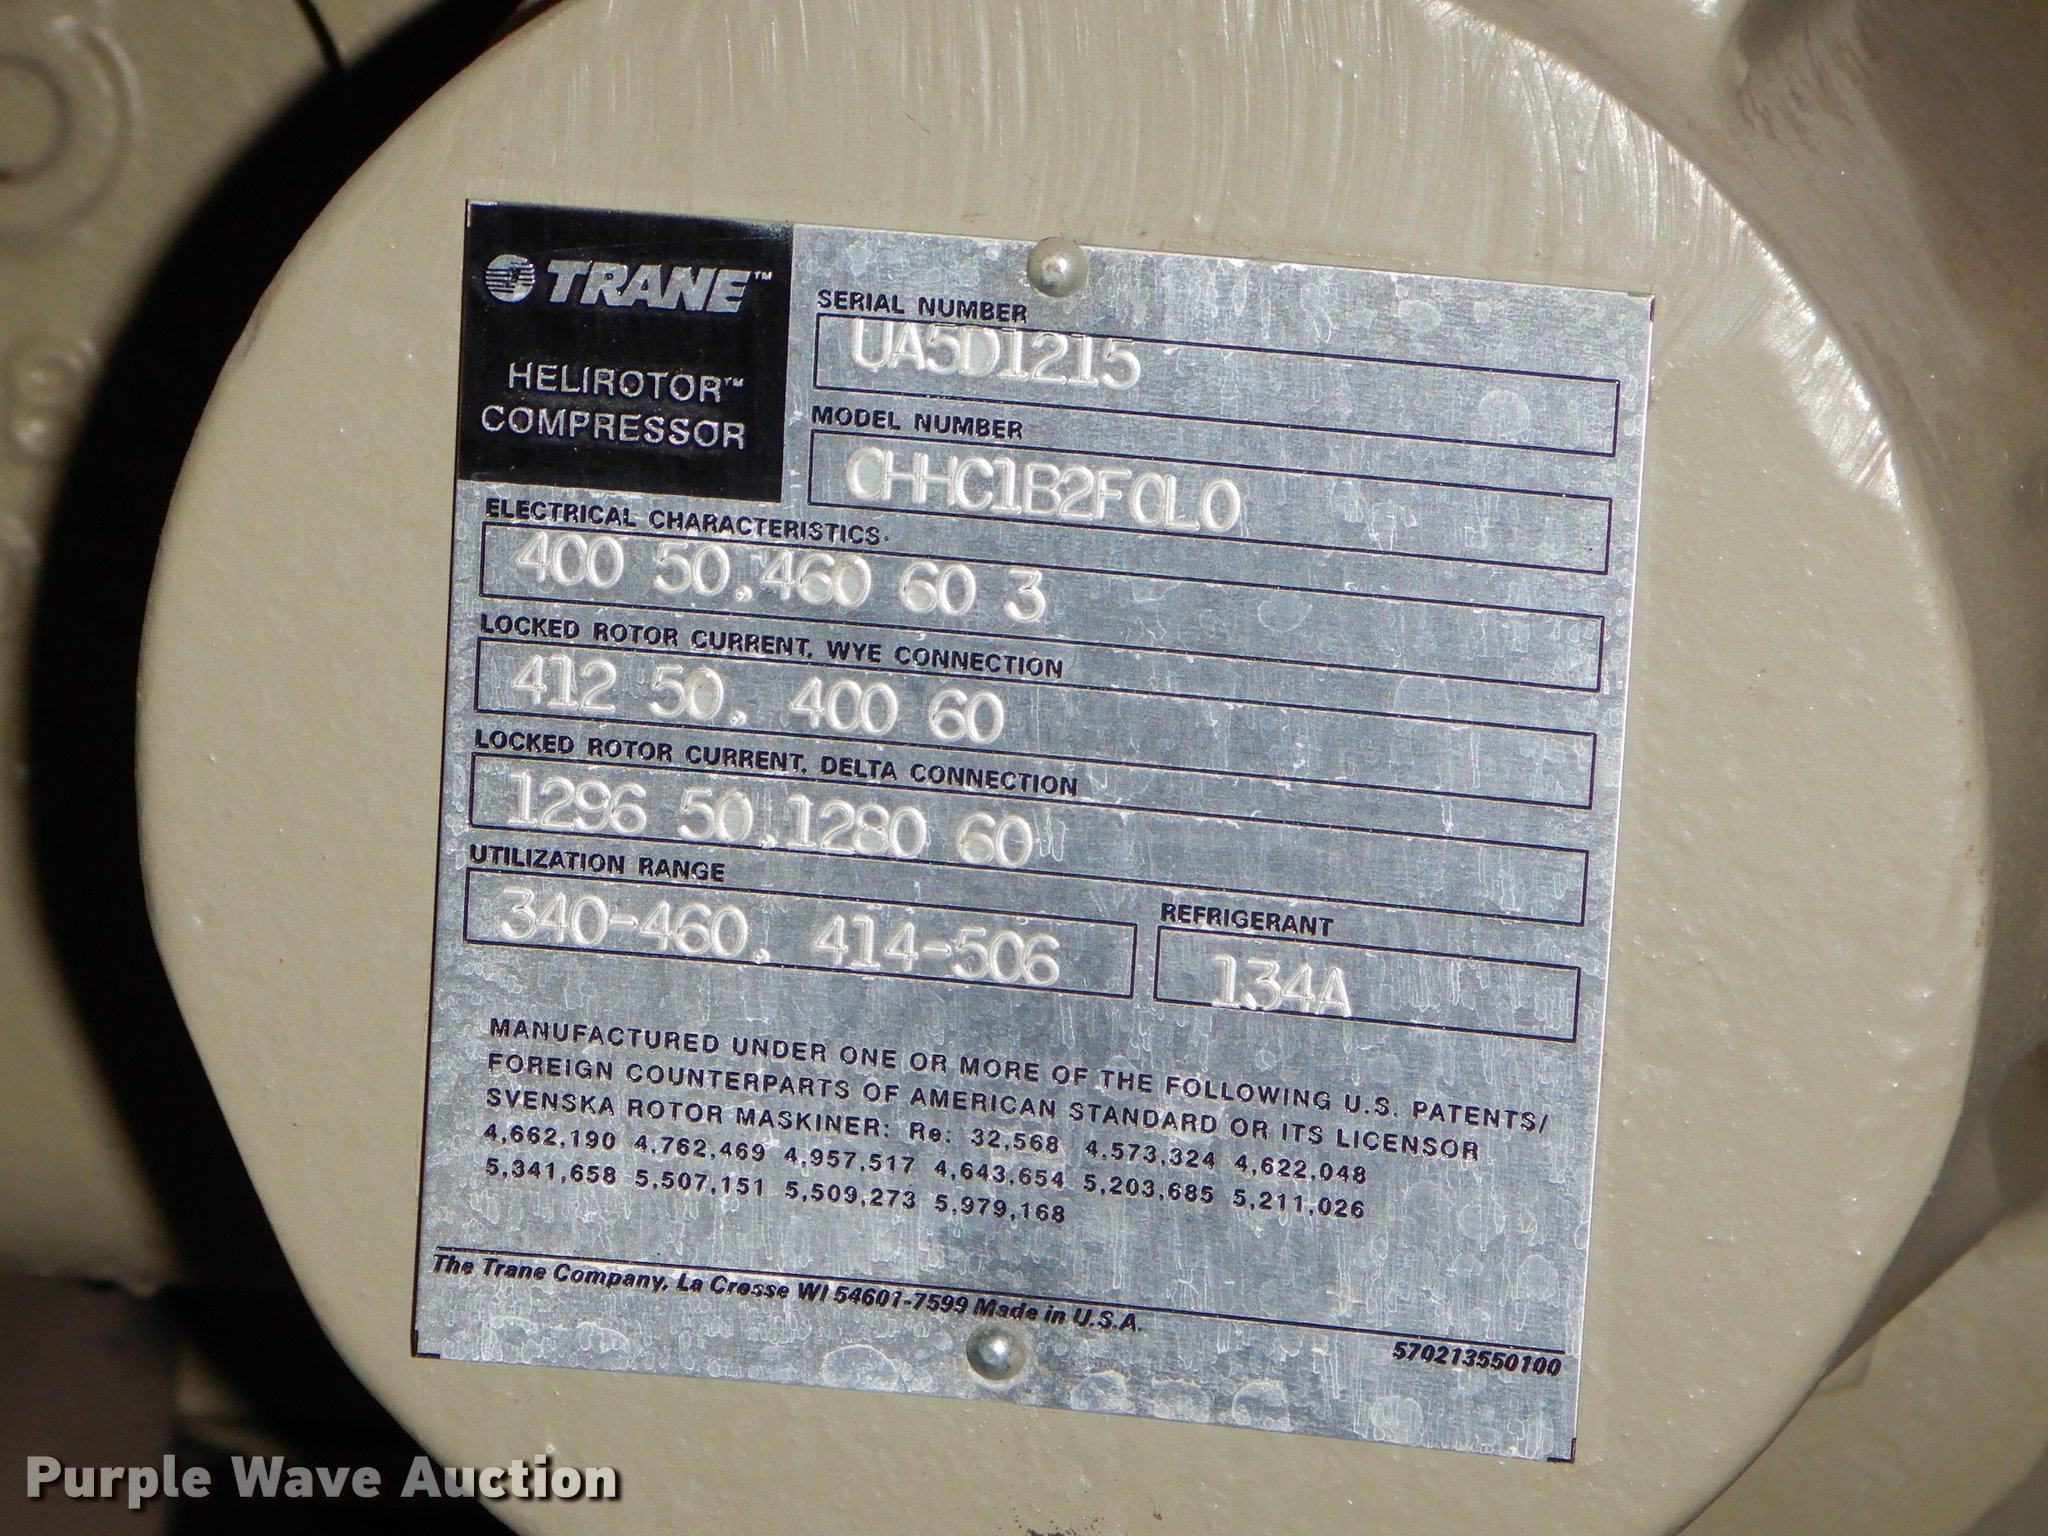 TRANE™
HELIROTOR™
COMPRESSOR
SERIAL NUMBER
UA5D1215
MODEL NUMBER
CHHC1B2F0L0
ELECTRICAL CHARACTERISTICS
400 50,460 60 3
LOCKED ROTOR CURRENT, WYE CONNECTION
412 50, 400 60
LOCKED ROTOR CURRENT, DELTA CONNECTION
1296 50,1280 60
UTILIZATION RANGE
340-460, 414-506
REFRIGERANT
134A
MANUFACTURED UNDER ONE OR MORE OF THE FOLLOWING U.S. PATENTS/
FOREIGN COUNTERPARTS OF AMERICAN STANDARD OR ITS LICENSOR
SVENSKA ROTOR MASKINER: Re: 32,568 4,573,324 4,622,048
4,662,190 4,762,469 4,957,517 4,643,654 5,203,685 5,211,026
5,341,658 5,507,151 5,509,273 5,979,168
The Trane Company, La Crosse WI 54601-7599 Made in U.S.A.
570213550100
Purple Wave Auction